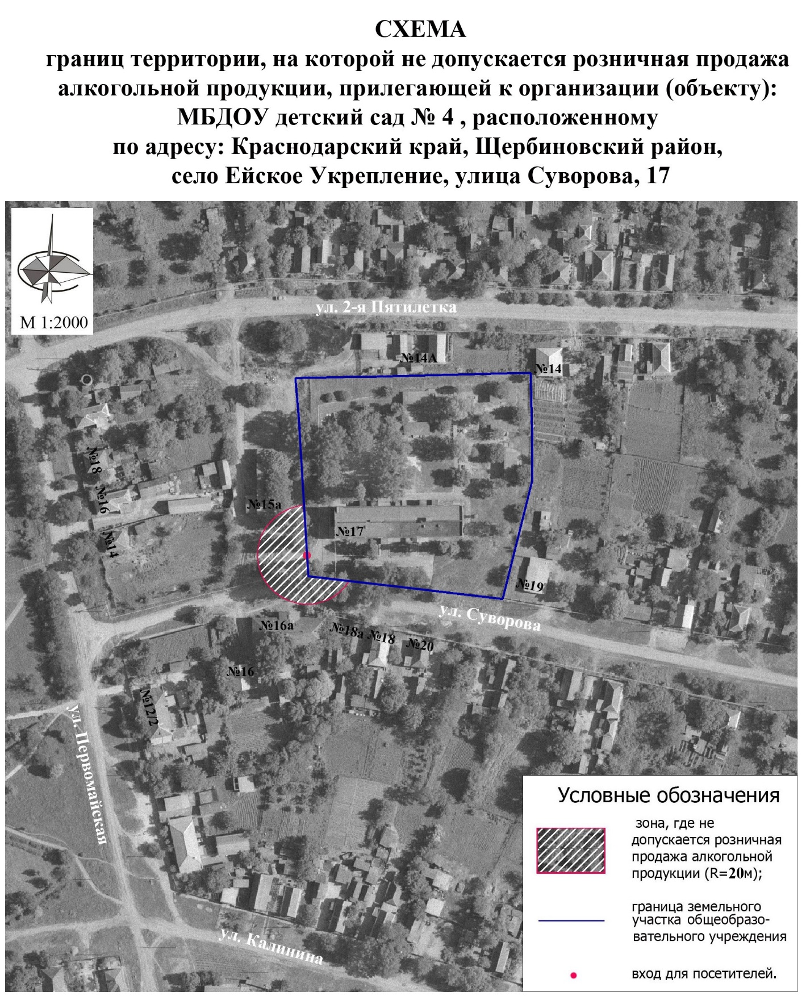 СХЕМА
границ территории, на которой не допускается розничная продажа
алкогольной продукции, прилегающей к организации (объекту):
МБДОУ детский сад № 4 , расположенному
по адресу: Краснодарский край, Щербиновский район,
село Ейское Укрепление, улица Суворова, 17
М 1:2000
ул. 2-я Пятилетка
№14А
№14
№18
№16
№15а
№14
№17
№19
ул. Суворова
№16а
№18а
№18
№20
№16
№12/2
ул. Первомайская
ул. Калинина
Условные обозначения
зона, где не
допускается розничная
продажа алкогольной
продукции (R=20м);
граница земельного
участка общеобразо-
вательного учреждения
вход для посетителей.